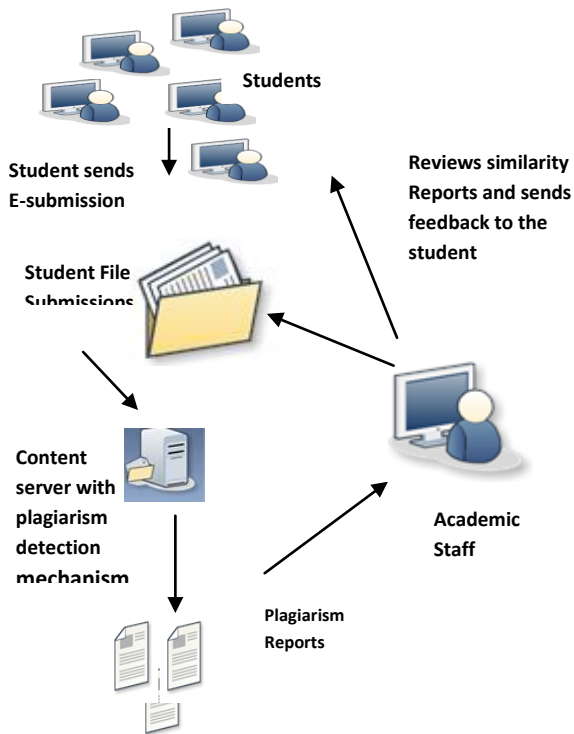 Students
Student sends
E-submission
Reviews similarity
Reports and sends
feedback to the
student
Student File
Submissions
Content
server with
plagiarism
detection
mechanism
Academic
Staff
Plagiarism
Reports